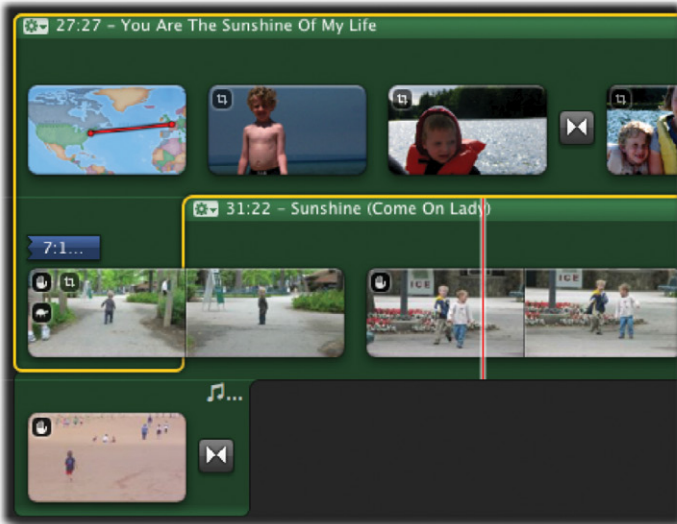 27:27 – You Are The Sunshine Of My Life
31:22 – Sunshine (Come On Lady)
7:1...
ICE
ICE